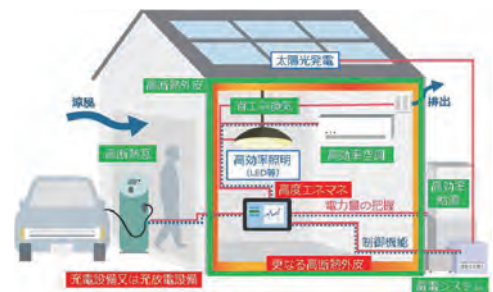 太陽光発電
高断熱外皮
涼風
省エネ換気
排出
高断熱窓
高効率照明
(LED等)
高効率空調
高度エネマネ
高効率
給湯
電力量の把握
制御機能
充電設備又は充放電設備
更なる高断熱外皮
蓄電システム